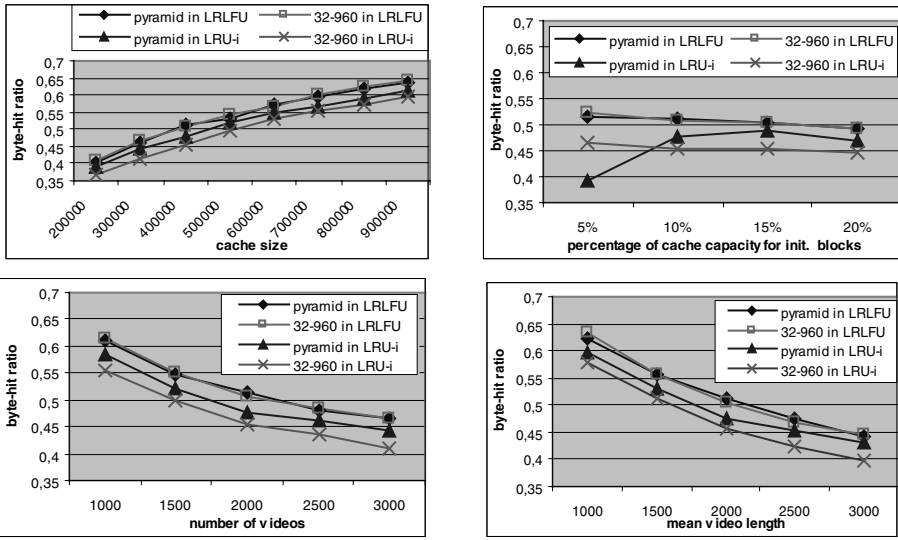 pyramid in LRLFU 32-960 in LRLFU
pyramid in LRU-i 32-960 in LRU-i
0,7
0,65
0,6
0,55
0,5
0,45
0,4
0,35
byte-hit ratio
200000 300000 400000 500000 600000 700000 800000 900000
cache size
pyramid in LRLFU 32-960 in LRLFU
pyramid in LRU-i 32-960 in LRU-i
0,7
0,65
0,6
0,55
0,5
0,45
0,4
0,35
byte-hit ratio
5% 10% 15% 20%
percentage of cache capacity for init. blocks
pyramid in LRLFU
32-960 in LRLFU
pyramid in LRU-i
32-960 in LRU-i
0,7
0,65
0,6
0,55
0,5
0,45
0,4
0,35
byte-hit ratio
1000 1500 2000 2500 3000
number of videos
pyramid in LRLFU
32-960 in LRLFU
pyramid in LRU-i
32-960 in LRU-i
0,7
0,65
0,6
0,55
0,5
0,45
0,4
0,35
byte-hit ratio
1000 1500 2000 2500 3000
mean video length